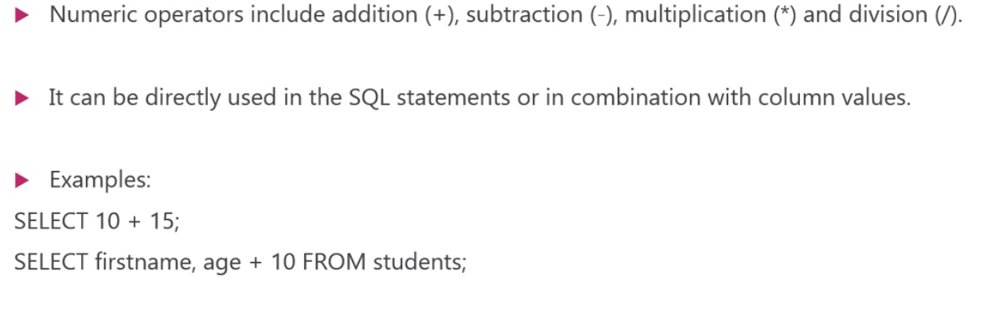 Numeric operators include addition (+), subtraction (-), multiplication (*) and division (/).
It can be directly used in the SQL statements or in combination with column values.
Examples:
SELECT 10 + 15;
SELECT firstname, age + 10 FROM students;